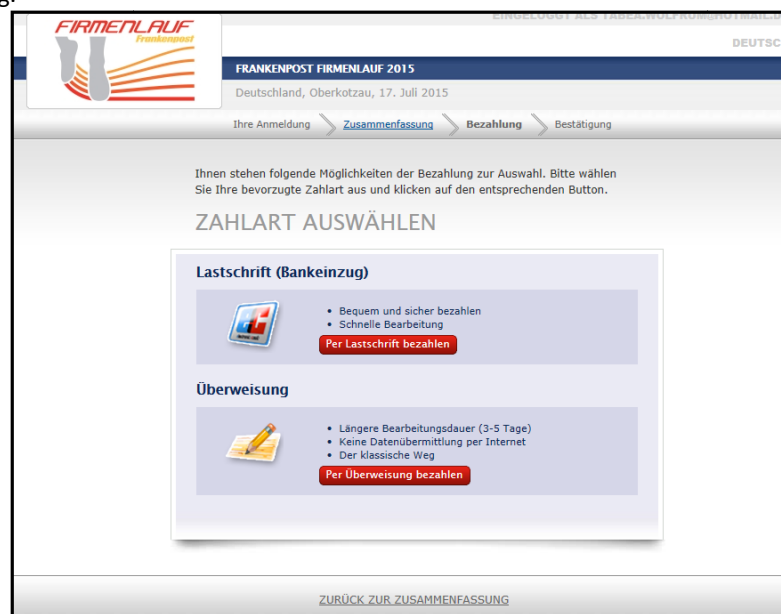 g.
EINGELOGGT ALS TABEA.WOLFRUM@HOTMAIL.D
FIRMENLAUF
Frankenpost
DEUTSC
FRANKENPOST FIRMENLAUF 2015
Deutschland, Oberkotzau, 17. Juli 2015
Ihre Anmeldung Zusammenfassung Bezahlung Bestätigung
Ihnen stehen folgende Möglichkeiten der Bezahlung zur Auswahl. Bitte wählen
Sie Ihre bevorzugte Zahlart aus und klicken auf den entsprechenden Button.
ZAHLART AUSWÄHLEN
Lastschrift (Bankeinzug)
• Bequem und sicher bezahlen
• Schnelle Bearbeitung
Per Lastschrift bezahlen
Überweisung
• Längere Bearbeitungsdauer (3-5 Tage)
• Keine Datenübermittlung per Internet
• Der klassische Weg
Per Überweisung bezahlen
ZURÜCK ZUR ZUSAMMENFASSUNG